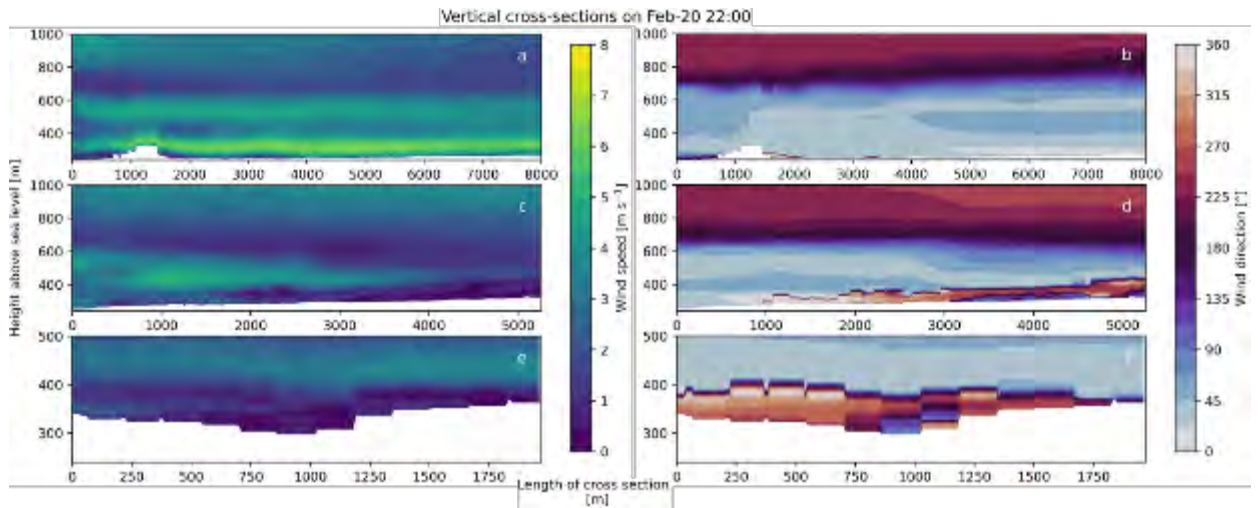 Vertical cross-sections on Feb-20 22:00
1000
800
600
400
0 1000 2000 3000 4000 5000 6000 7000 8000
a
1000
800
600
400
0 1000 2000 3000 4000 5000 6000 7000 8000
b
1000
800
600
400
0 1000 2000 3000 4000 5000
c
1000
800
600
400
0 1000 2000 3000 4000 5000
d
500
400
300
0 250 500 750 1000 1250 1500 1750
e
500
400
300
0 250 500 750 1000 1250 1500 1750
f
Height above sea level [m]
8
7
6
5
4
3
2
1
0
Wind speed [m s⁻¹]
360
315
270
225
180
135
90
45
0
Wind direction [°]
Length of cross section
[m]